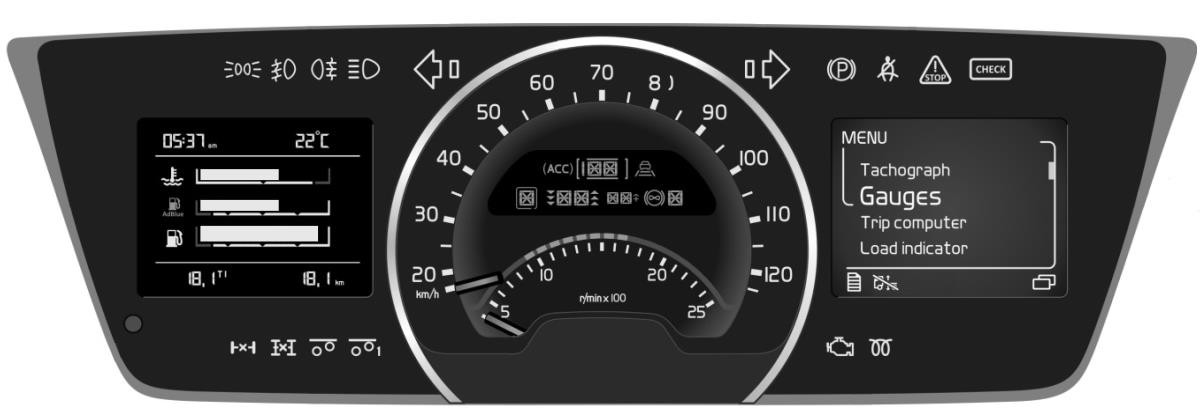 P
STOP
CHECK
05:37 am 22°C
AdBlue
18,1 T1 18,1 km
20
30
40
50
60
70
8)
90
100
110
120
km/h
(ACC)
5
10
20
25
r/min x 100
MENU
Tachograph
Gauges
Trip computer
Load indicator
1